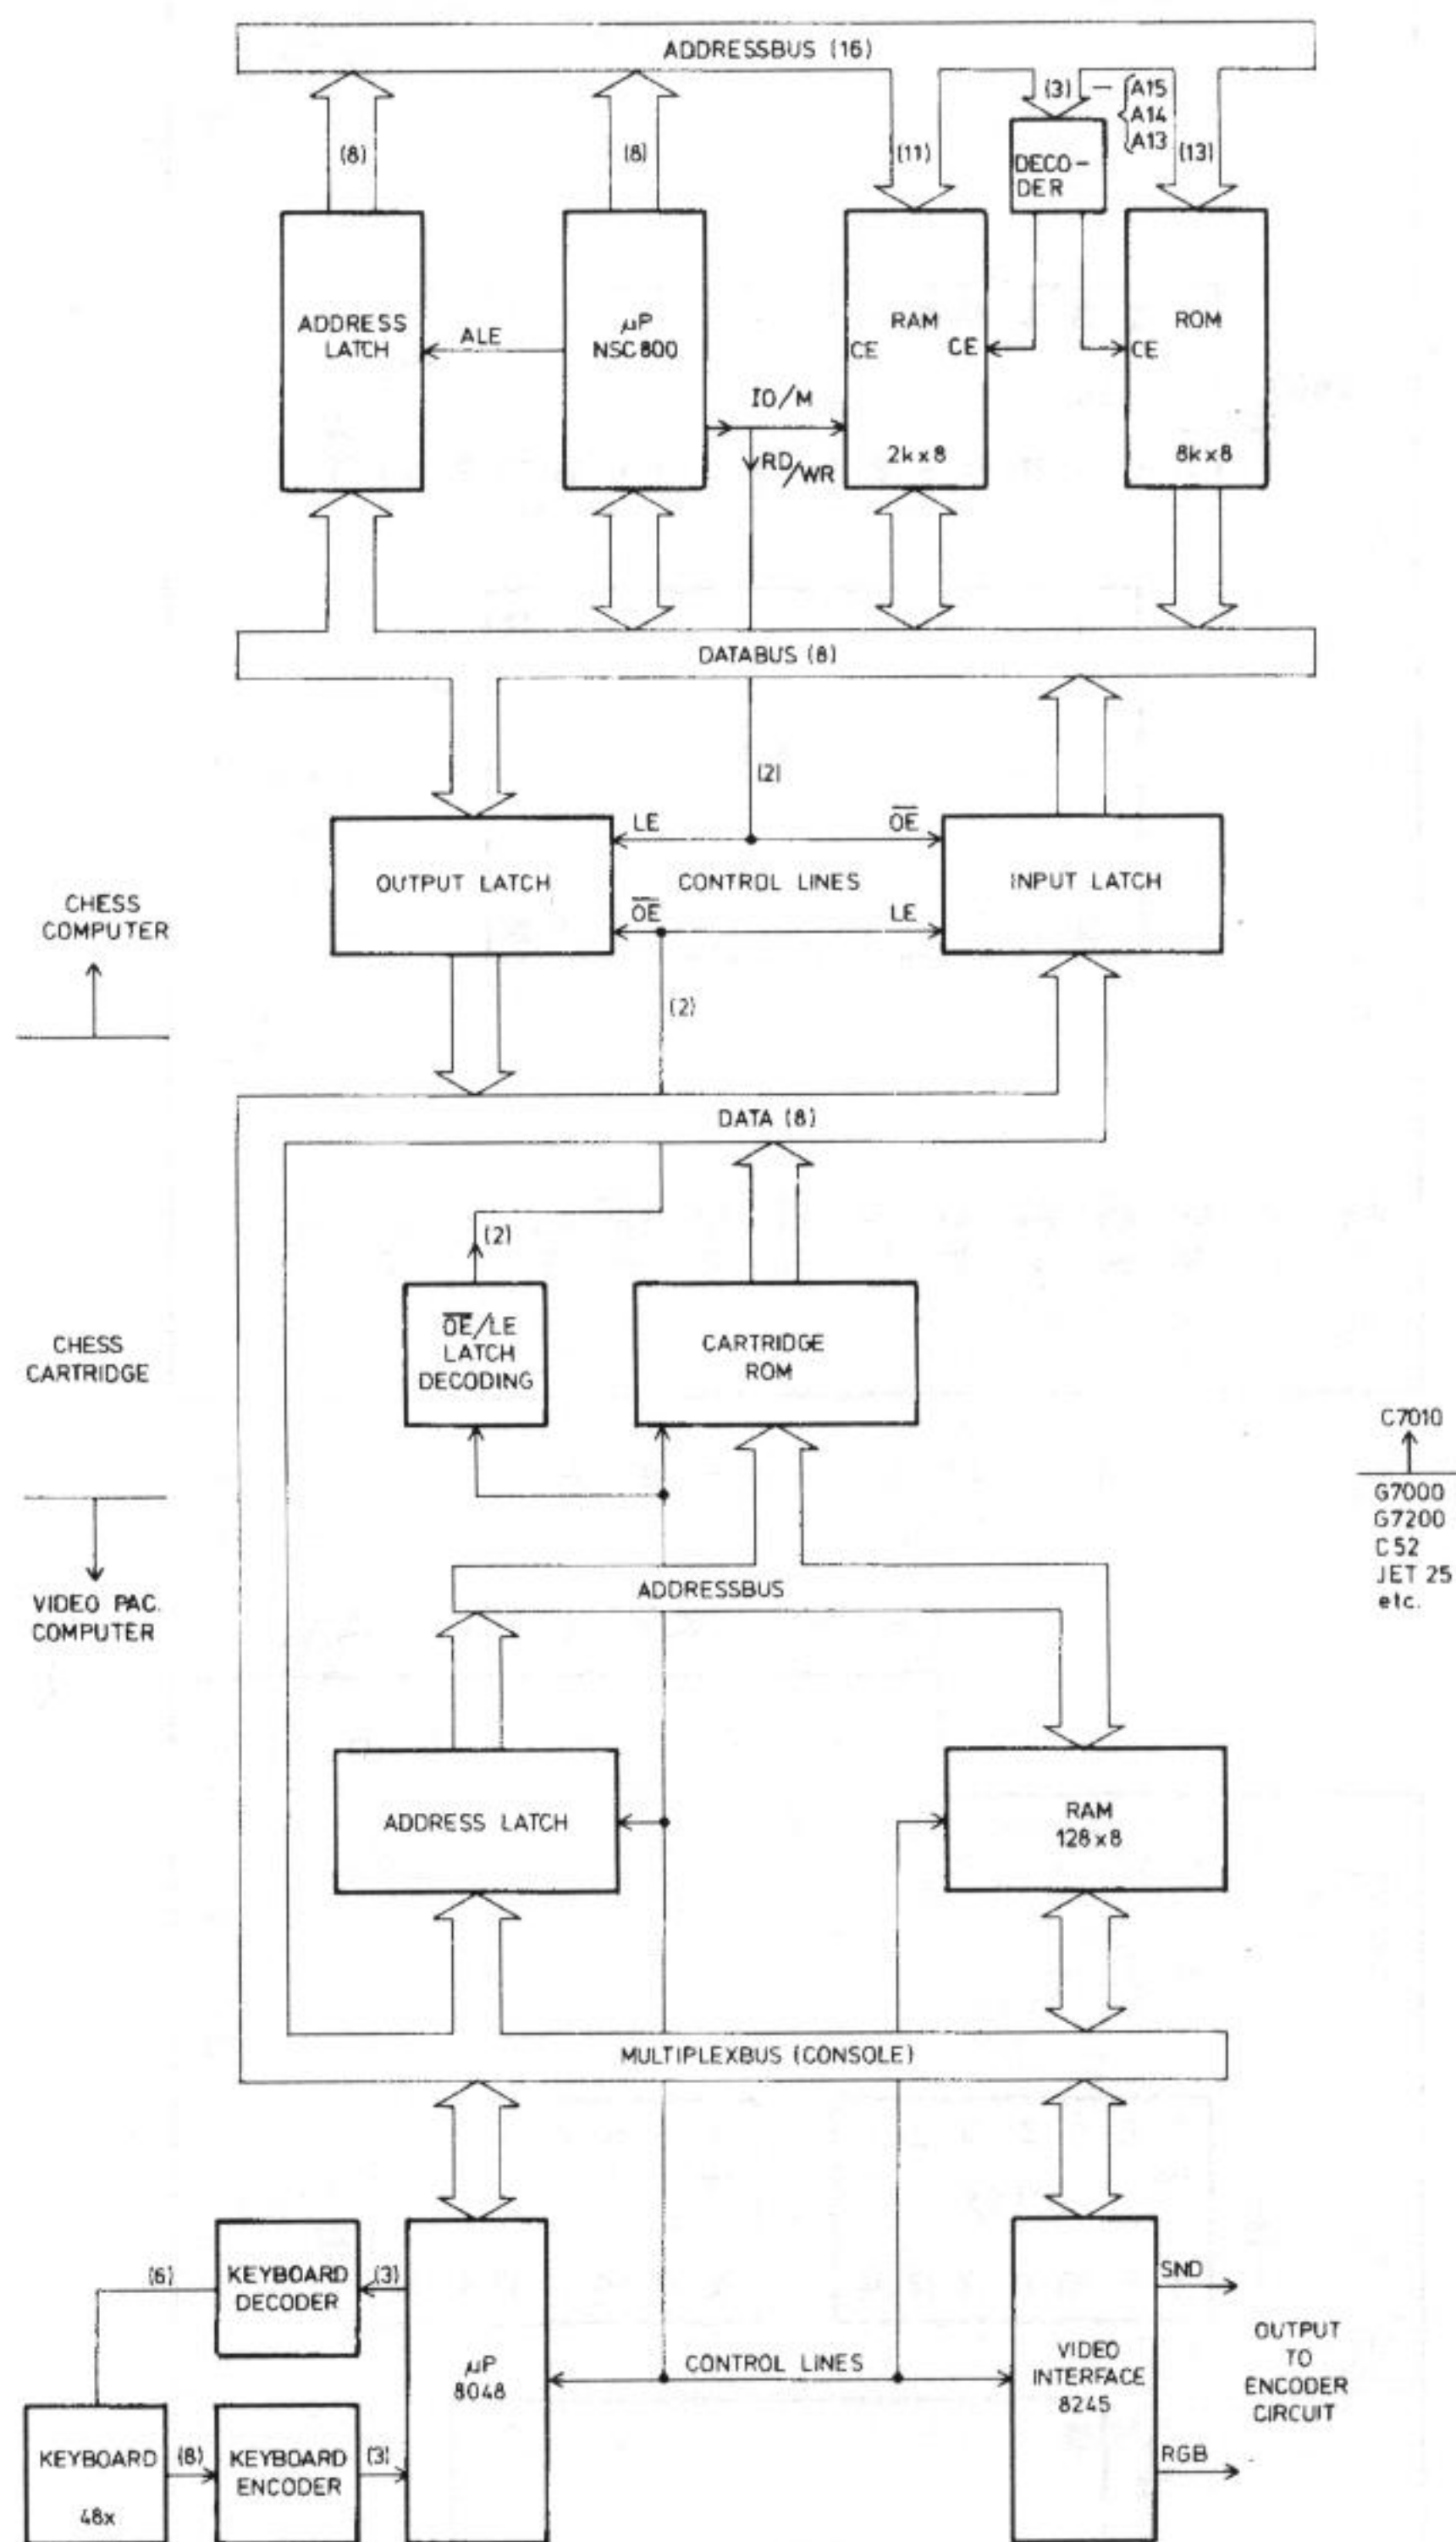 ADDRESSBUS (16)
(8)
(8)
(11)
(3)
A15
A14
A13
(13)
DECO-
DER
ADDRESS
LATCH
ALE
µP
NSC800
IO/M
RD/WR
RAM
CE
CE
2k x 8
ROM
CE
8k x 8
DATABUS (8)
(2)
LE
OE
OUTPUT LATCH
CONTROL LINES
INPUT LATCH
OE
LE
CHESS
COMPUTER
(2)
DATA (8)
(2)
OE/LE
LATCH
DECODING
CARTRIDGE
ROM
CHESS
CARTRIDGE
C7010
G7000
G7200
C52
JET 25
etc.
VIDEO PAC.
COMPUTER
ADDRESSBUS
ADDRESS LATCH
RAM
128x8
MULTIPLEXBUS (CONSOLE)
(6)
KEYBOARD
DECODER
(3)
µP
8048
CONTROL LINES
VIDEO
INTERFACE
8245
SND
OUTPUT
TO
ENCODER
CIRCUIT
RGB
KEYBOARD
48x
(8)
KEYBOARD
ENCODER
(3)